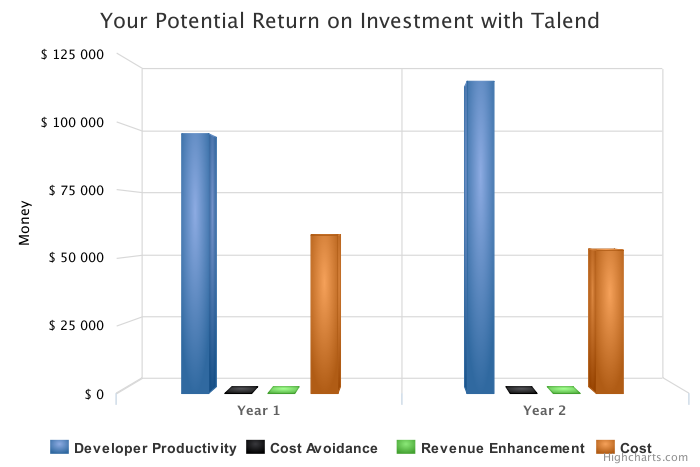 Your Potential Return on Investment with Talend
$ 125 000
$ 100 000
$ 75 000
$ 50 000
$ 25 000
$ 0
Money
Year 1
Year 2
Developer Productivity
Cost Avoidance
Revenue Enhancement
Cost
Highcharts.com